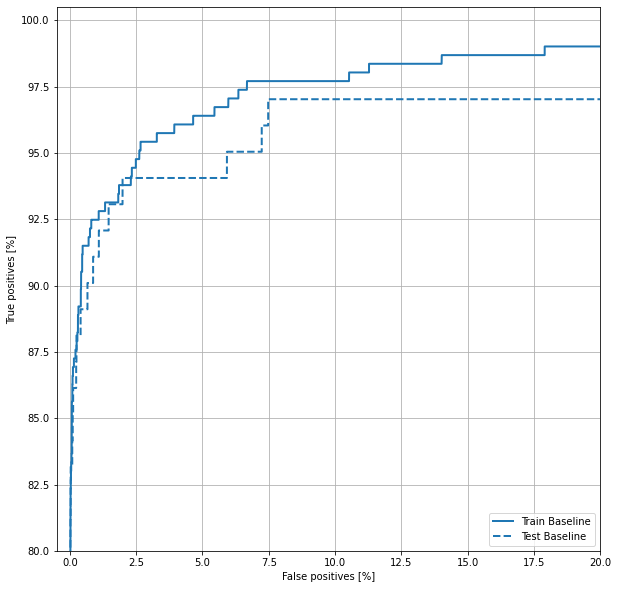 100.0
97.5
95.0
92.5
90.0
87.5
85.0
82.5
80.0
True positives [%]
0.0 2.5 5.0 7.5 10.0 12.5 15.0 17.5 20.0
False positives [%]
Train Baseline
Test Baseline